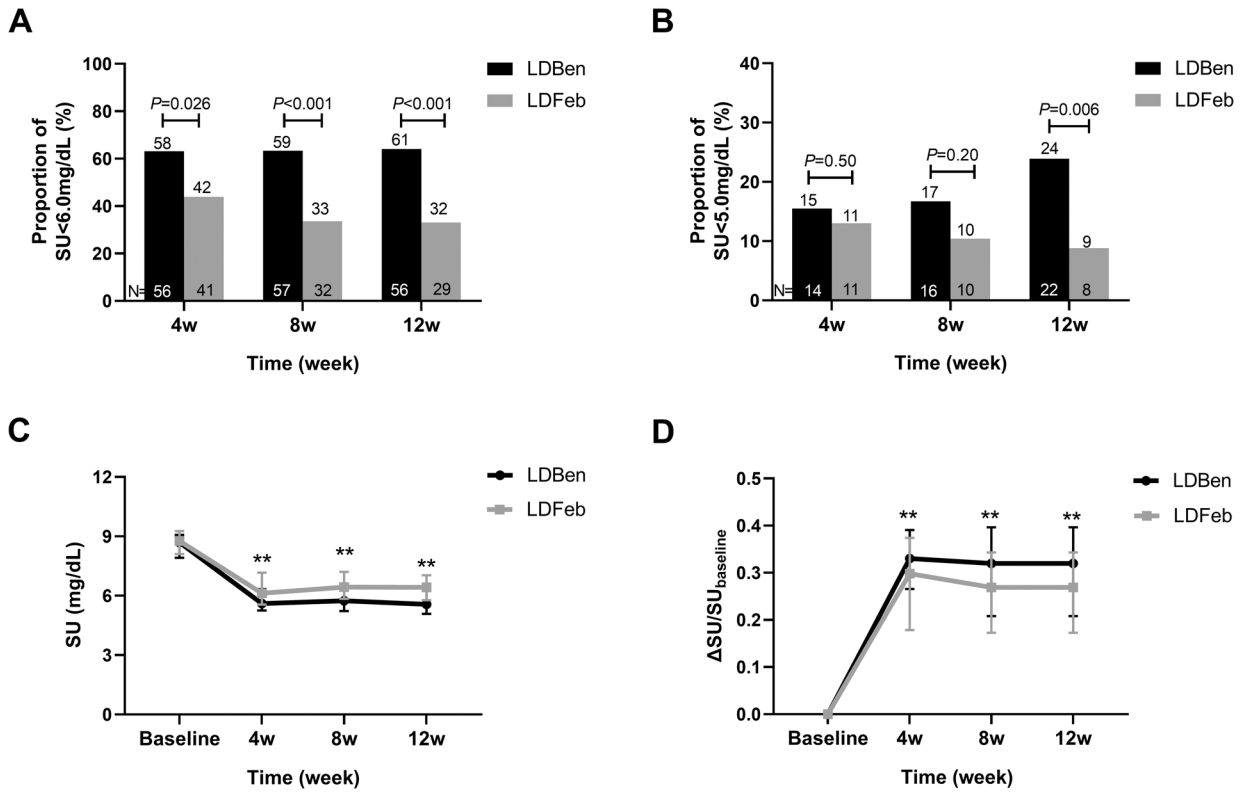 A
Proportion of
SU<6.0mg/dL (%)
100
80
60
40
20
0
LDBen
LDFeb
P=0.026
P<0.001
P<0.001
58
42
59
33
61
32
N=
56
41
57
32
56
29
4w
8w
12w
Time (week)
B
Proportion of
SU<5.0mg/dL (%)
40
30
20
10
0
LDBen
LDFeb
P=0.50
P=0.20
P=0.006
15
11
17
10
24
9
N=
14
11
16
10
22
8
4w
8w
12w
Time (week)
C
SU (mg/dL)
12
9
6
3
0
LDBen
LDFeb
**
**
**
Baseline
4w
8w
12w
Time (week)
D
ΔSU/SUbaseline
0.5
0.4
0.3
0.2
0.1
0.0
LDBen
LDFeb
**
**
**
Baseline
4w
8w
12w
Time (week)